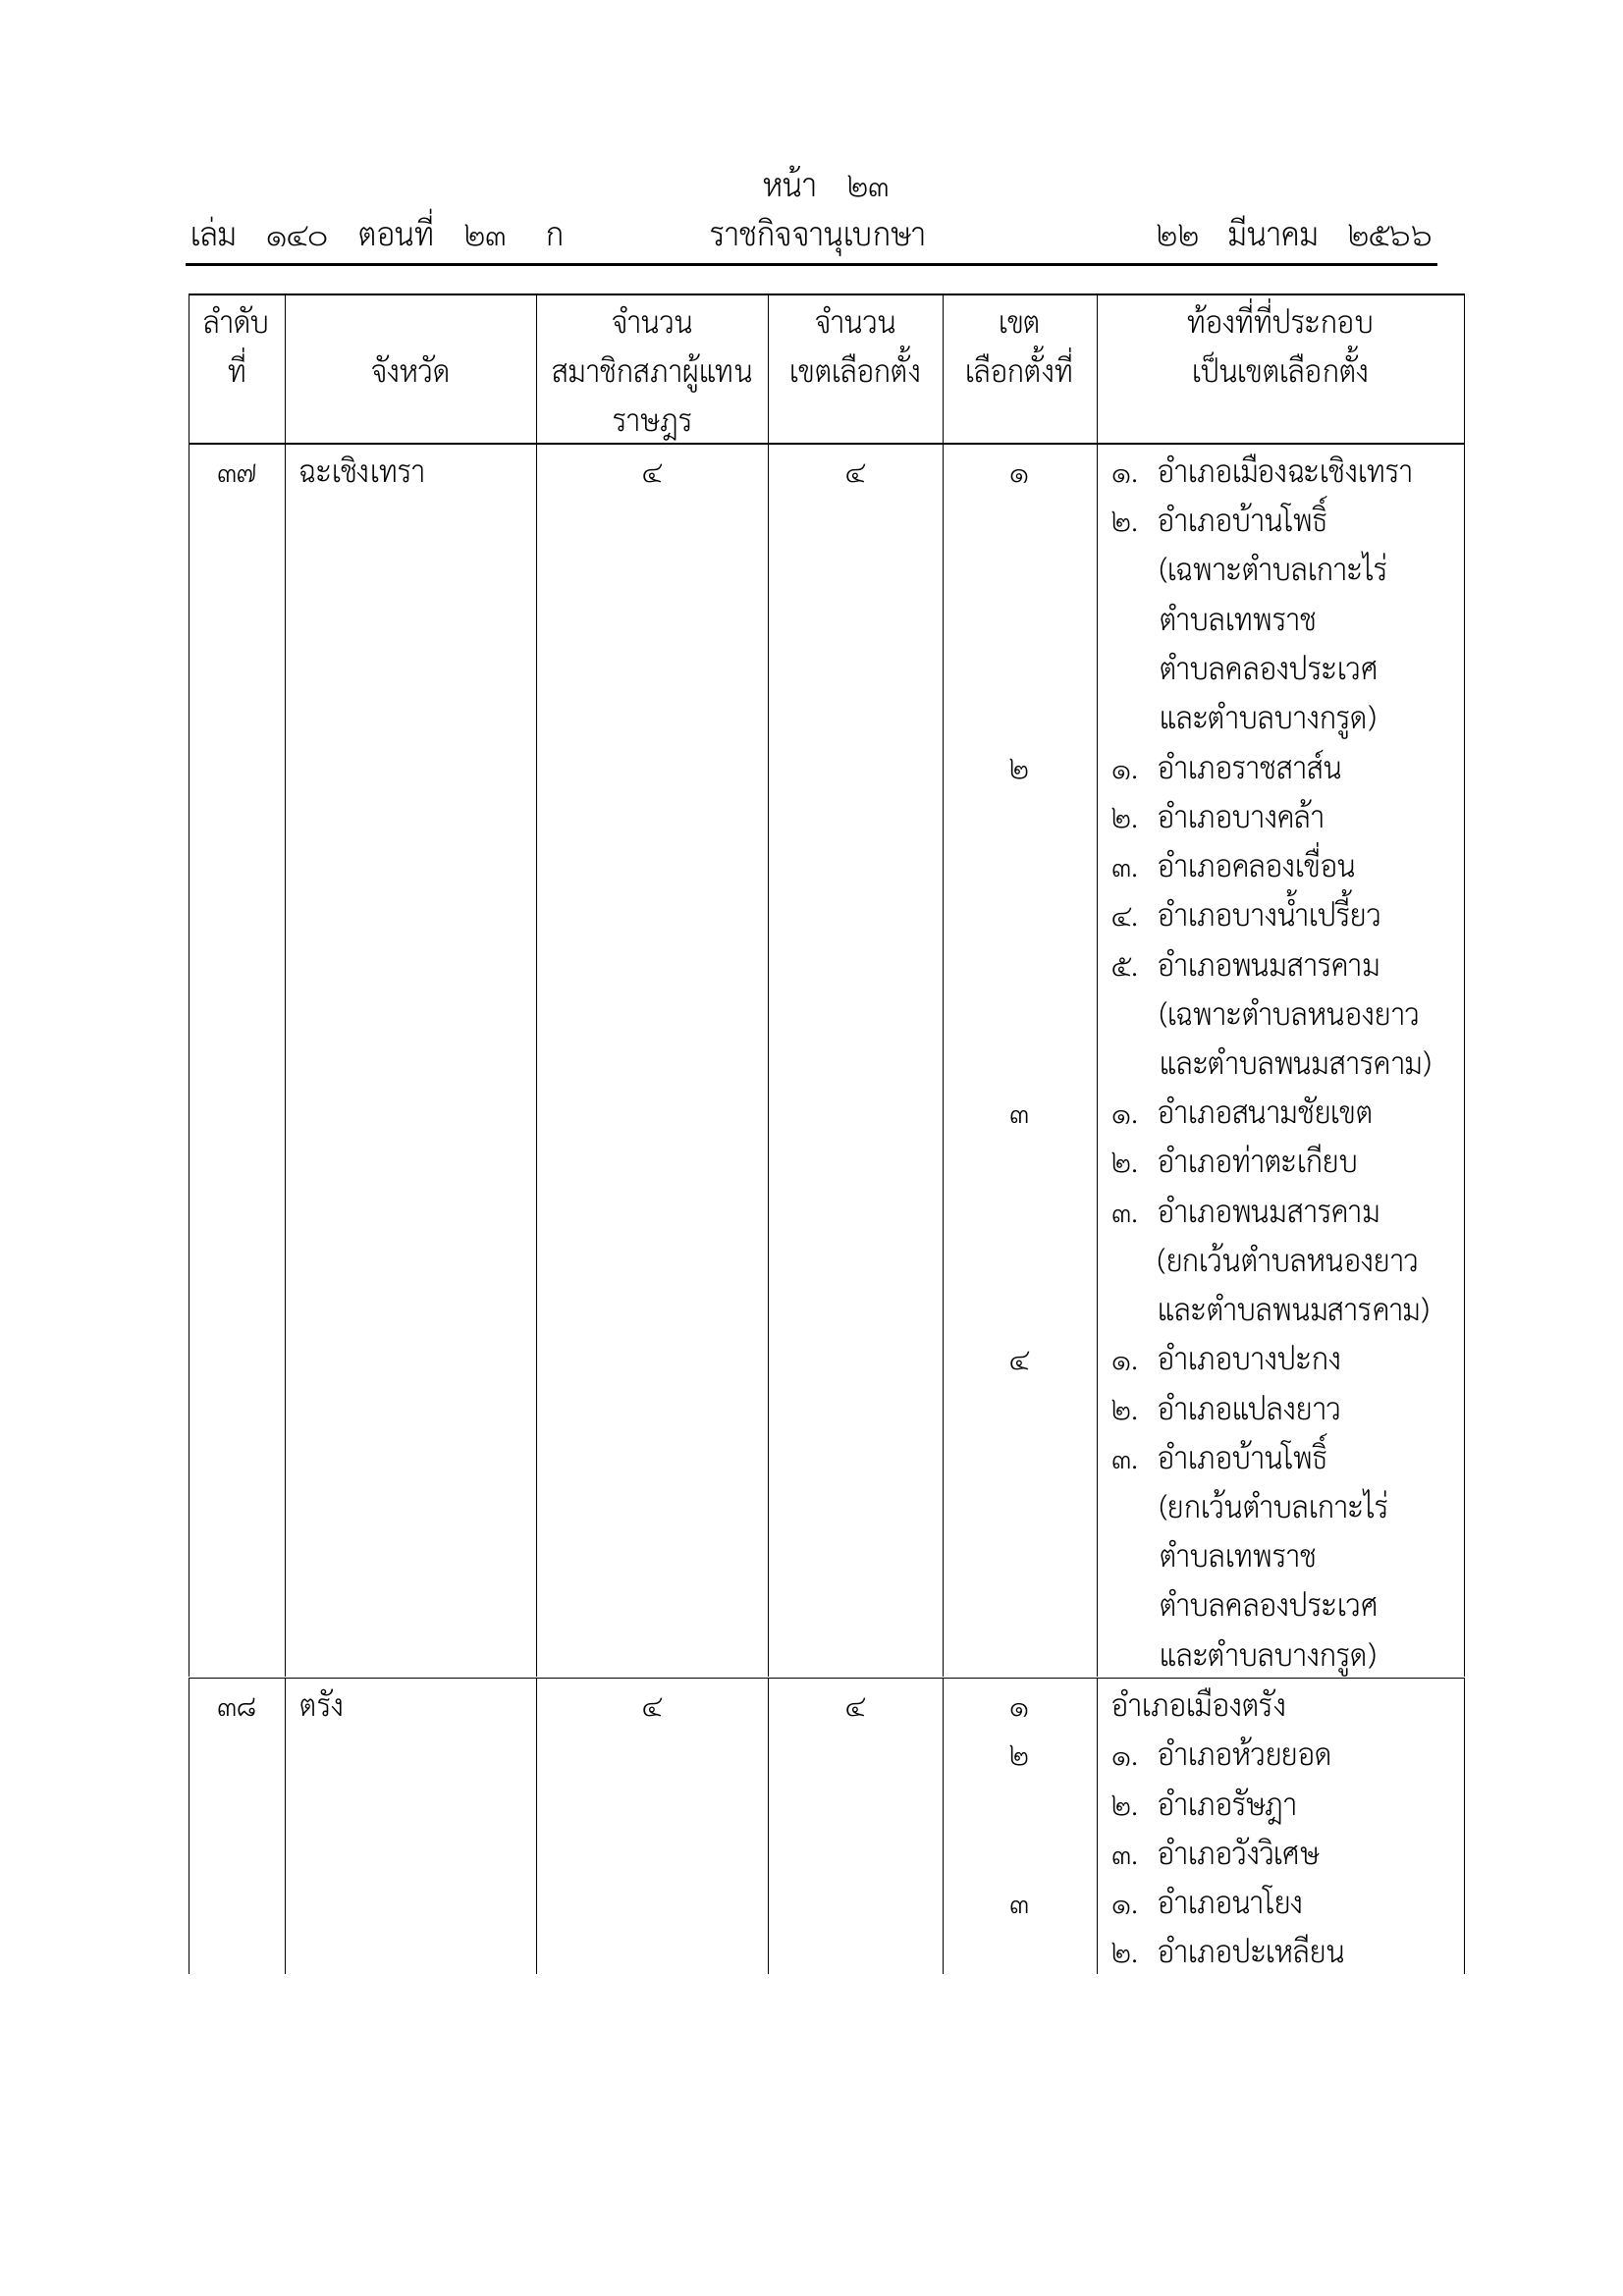 หน้า ๒๓
เล่ม ๑๔๐ ตอนที่ ๒๓ ก ราชกิจจานุเบกษา ๒๒ มีนาคม ๒๕๖๖
ลำดับ จำนวน จำนวน เขต ท้องที่ที่ประกอบ
ที่ จังหวัด สมาชิกสภาผู้แทน เขตเลือกตั้ง เลือกตั้งที่ เป็นเขตเลือกตั้ง
ราษฎร
๓๗ ฉะเชิงเทรา ๔ ๔ ๑ ๑. อำเภอเมืองฉะเชิงเทรา
๒. อำเภอบ้านโพธิ์
(เฉพาะตำบลเกาะไร่
ตำบลเทพราช
ตำบลคลองประเวศ
และตำบลบางกรูด)
๒ ๑. อำเภอราชสาส์น
๒. อำเภอบางคล้า
๓. อำเภอคลองเขื่อน
๔. อำเภอบางน้ำเปรี้ยว
๕. อำเภอพนมสารคาม
(เฉพาะตำบลหนองยาว
และตำบลพนมสารคาม)
๓ ๑. อำเภอสนามชัยเขต
๒. อำเภอท่าตะเกียบ
๓. อำเภอพนมสารคาม
(ยกเว้นตำบลหนองยาว
และตำบลพนมสารคาม)
๔ ๑. อำเภอบางปะกง
๒. อำเภอแปลงยาว
๓. อำเภอบ้านโพธิ์
(ยกเว้นตำบลเกาะไร่
ตำบลเทพราช
ตำบลคลองประเวศ
และตำบลบางกรูด)
๓๘ ตรัง ๔ ๔ ๑ อำเภอเมืองตรัง
๒ ๑. อำเภอห้วยยอด
๒. อำเภอรัษฎา
๓. อำเภอวังวิเศษ
๓ ๑. อำเภอนาโยง
๒. อำเภอปะเหลียน